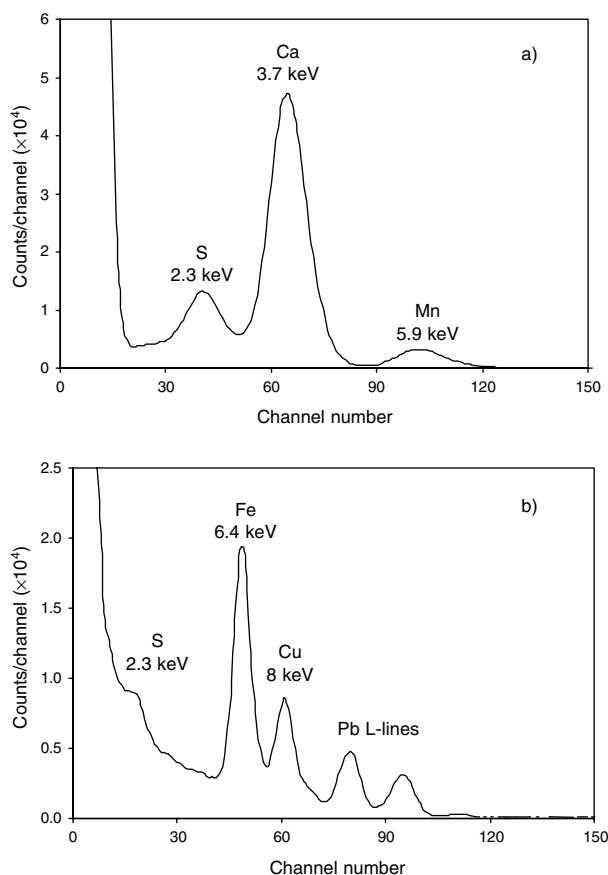 6
5
4
3
2
1
0
Counts/channel (×10⁴)
a)
Ca
3.7 keV
S
2.3 keV
Mn
5.9 keV
0 30 60 90 120 150
Channel number
2.5
2.0
1.5
1.0
0.5
0.0
Counts/channel (×10⁴)
b)
Fe
6.4 keV
S
2.3 keV
Cu
8 keV
Pb L-lines
0 30 60 90 120 150
Channel number